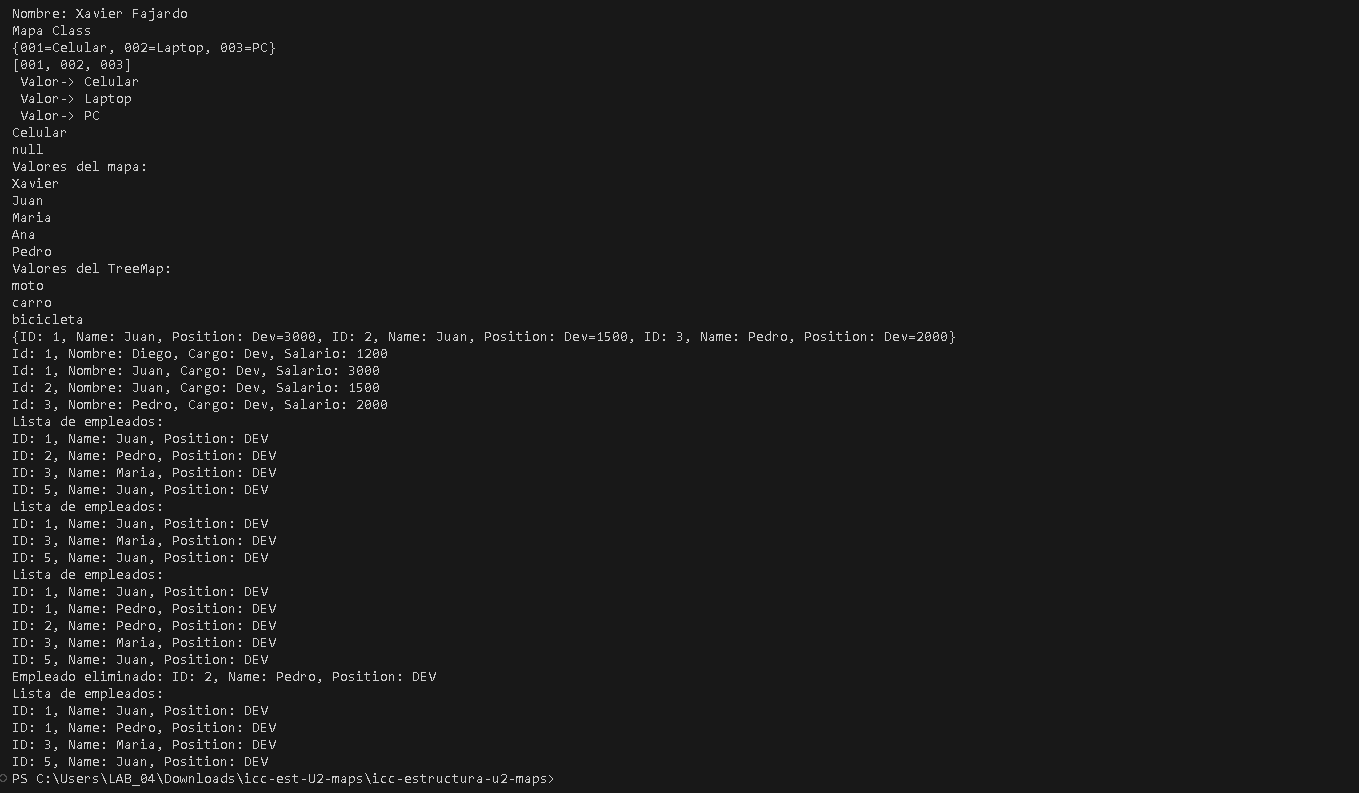 Nombre: Xavier Fajardo
Mapa Class
{001=Celular, 002=Laptop, 003=PC}
[001, 002, 003]
 Valor-> Celular
 Valor-> Laptop
 Valor-> PC
Celular
null
Valores del mapa:
Xavier
Juan
Maria
Ana
Pedro
Valores del TreeMap:
moto
carro
bicicleta
{ID: 1, Name: Juan, Position: Dev=3000, ID: 2, Name: Juan, Position: Dev=1500, ID: 3, Name: Pedro, Position: Dev=2000}
Id: 1, Nombre: Diego, Cargo: Dev, Salario: 1200
Id: 1, Nombre: Juan, Cargo: Dev, Salario: 3000
Id: 2, Nombre: Juan, Cargo: Dev, Salario: 1500
Id: 3, Nombre: Pedro, Cargo: Dev, Salario: 2000
Lista de empleados:
ID: 1, Name: Juan, Position: DEV
ID: 2, Name: Pedro, Position: DEV
ID: 3, Name: Maria, Position: DEV
ID: 5, Name: Juan, Position: DEV
Lista de empleados:
ID: 1, Name: Juan, Position: DEV
ID: 3, Name: Maria, Position: DEV
ID: 5, Name: Juan, Position: DEV
Lista de empleados:
ID: 1, Name: Juan, Position: DEV
ID: 1, Name: Pedro, Position: DEV
ID: 2, Name: Pedro, Position: DEV
ID: 3, Name: Maria, Position: DEV
ID: 5, Name: Juan, Position: DEV
Empleado eliminado: ID: 2, Name: Pedro, Position: DEV
Lista de empleados:
ID: 1, Name: Juan, Position: DEV
ID: 1, Name: Pedro, Position: DEV
ID: 3, Name: Maria, Position: DEV
ID: 5, Name: Juan, Position: DEV
PS C:\Users\LAB_04\Downloads\icc-est-U2-maps\icc-estructura-u2-maps>